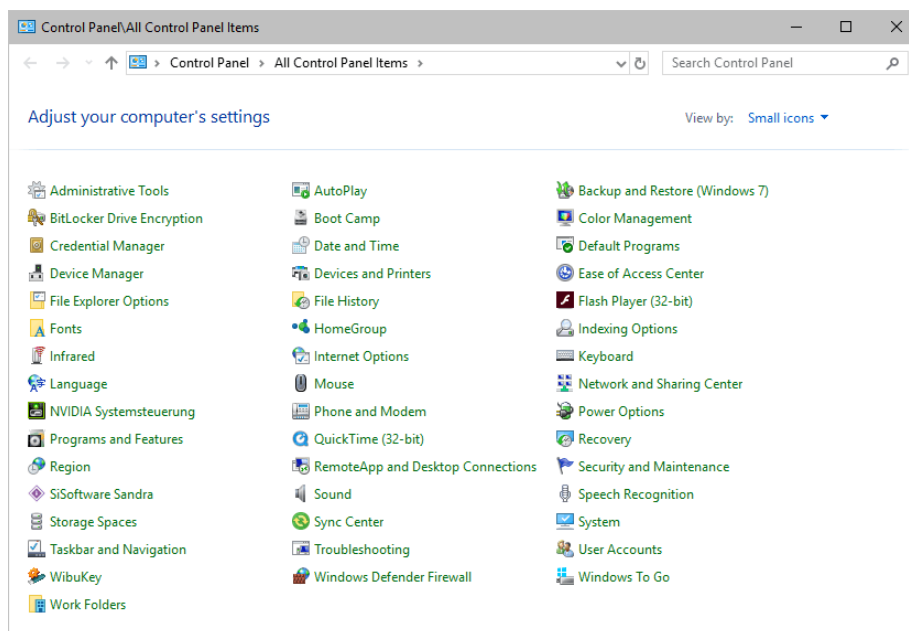 Control Panel\All Control Panel Items
Control Panel > All Control Panel Items >
Search Control Panel
Adjust your computer's settings
View by: Small icons
Administrative Tools
AutoPlay
Backup and Restore (Windows 7)
BitLocker Drive Encryption
Boot Camp
Color Management
Credential Manager
Date and Time
Default Programs
Device Manager
Devices and Printers
Ease of Access Center
File Explorer Options
File History
Flash Player (32-bit)
Fonts
HomeGroup
Indexing Options
Infrared
Internet Options
Keyboard
Language
Mouse
Network and Sharing Center
NVIDIA Systemsteuerung
Phone and Modem
Power Options
Programs and Features
QuickTime (32-bit)
Recovery
Region
RemoteApp and Desktop Connections
Security and Maintenance
SiSoftware Sandra
Sound
Speech Recognition
Storage Spaces
Sync Center
System
Taskbar and Navigation
Troubleshooting
User Accounts
WibuKey
Windows Defender Firewall
Windows To Go
Work Folders